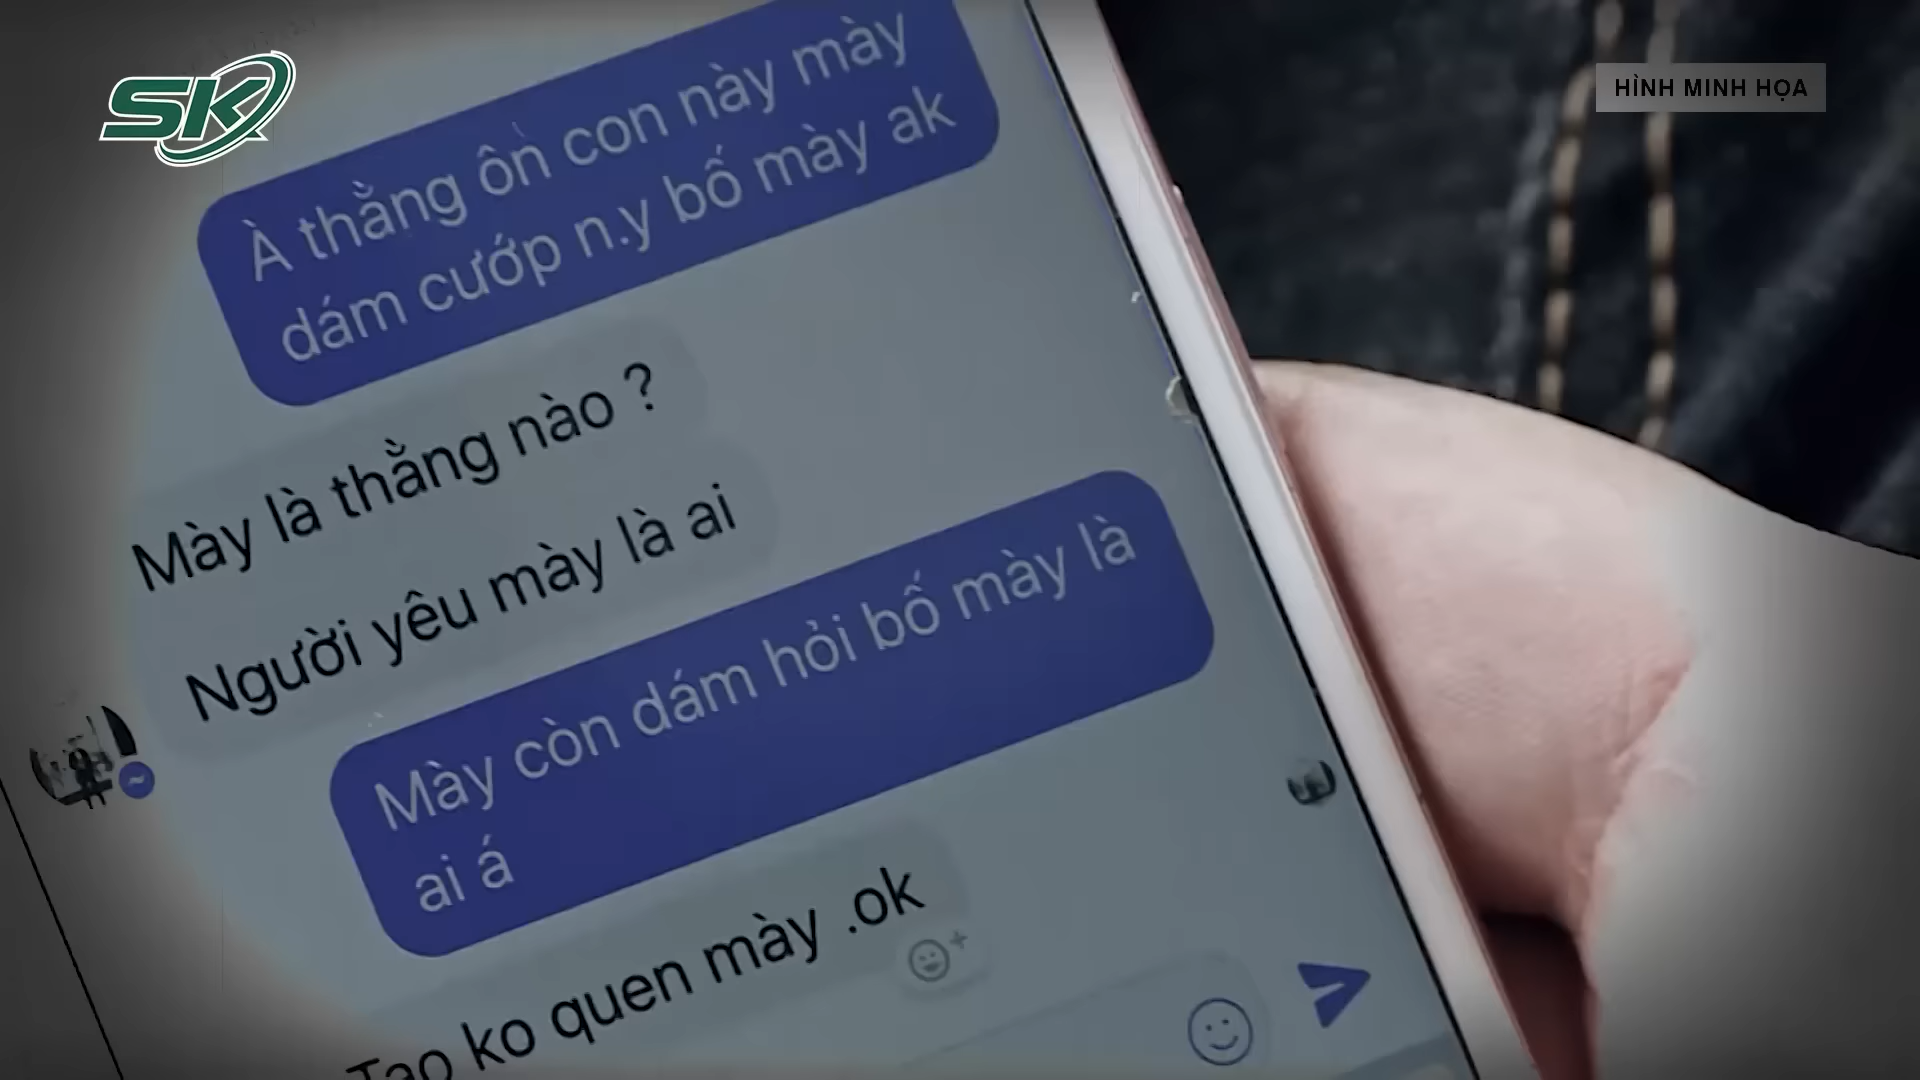 SK
HÌNH MINH HỌA
À thằng ôn con này mày
dám cướp n.y bố mày ak
Mày là thằng nào ?
Người yêu mày là ai
Mày còn dám hỏi bố mày là
ai á
Tao ko quen mày .ok